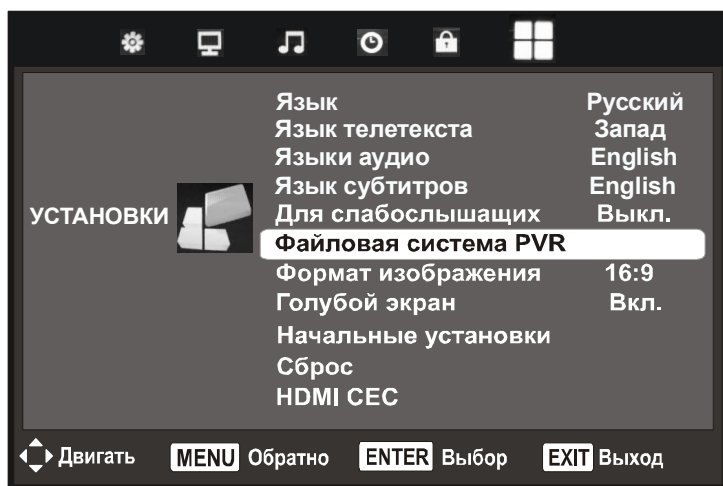 Язык Русский
Язык телетекста Запад
Языки аудио English
Язык субтитров English
УСТАНОВКИ
Для слабослышащих Выкл.
Файловая система PVR
Формат изображения 16:9
Голубой экран Вкл.
Начальные установки
Сброс
HDMI CEC
Двигать MENU Обратно ENTER Выбор EXIT Выход